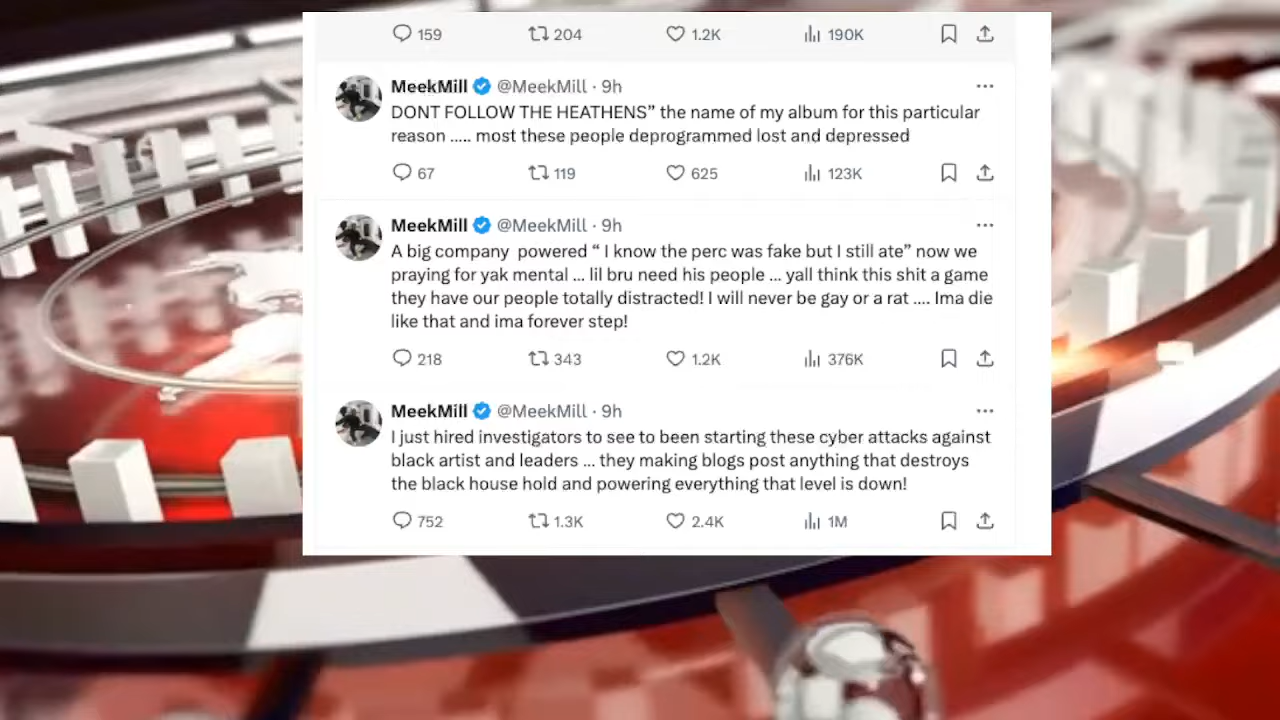 159 204 1.2K 190K
MeekMill @MeekMill · 9h
DONT FOLLOW THE HEATHENS” the name of my album for this particular
reason ..... most these people deprogrammed lost and depressed
67 119 625 123K
MeekMill @MeekMill · 9h
A big company  powered “ I know the perc was fake but I still ate” now we
praying for yak mental ... lil bru need his people ... yall think this shit a game
they have our people totally distracted! I will never be gay or a rat .... Ima die
like that and ima forever step!
218 343 1.2K 376K
MeekMill @MeekMill · 9h
I just hired investigators to see to been starting these cyber attacks against
black artist and leaders ... they making blogs post anything that destroys
the black house hold and powering everything that level is down!
752 1.3K 2.4K 1M